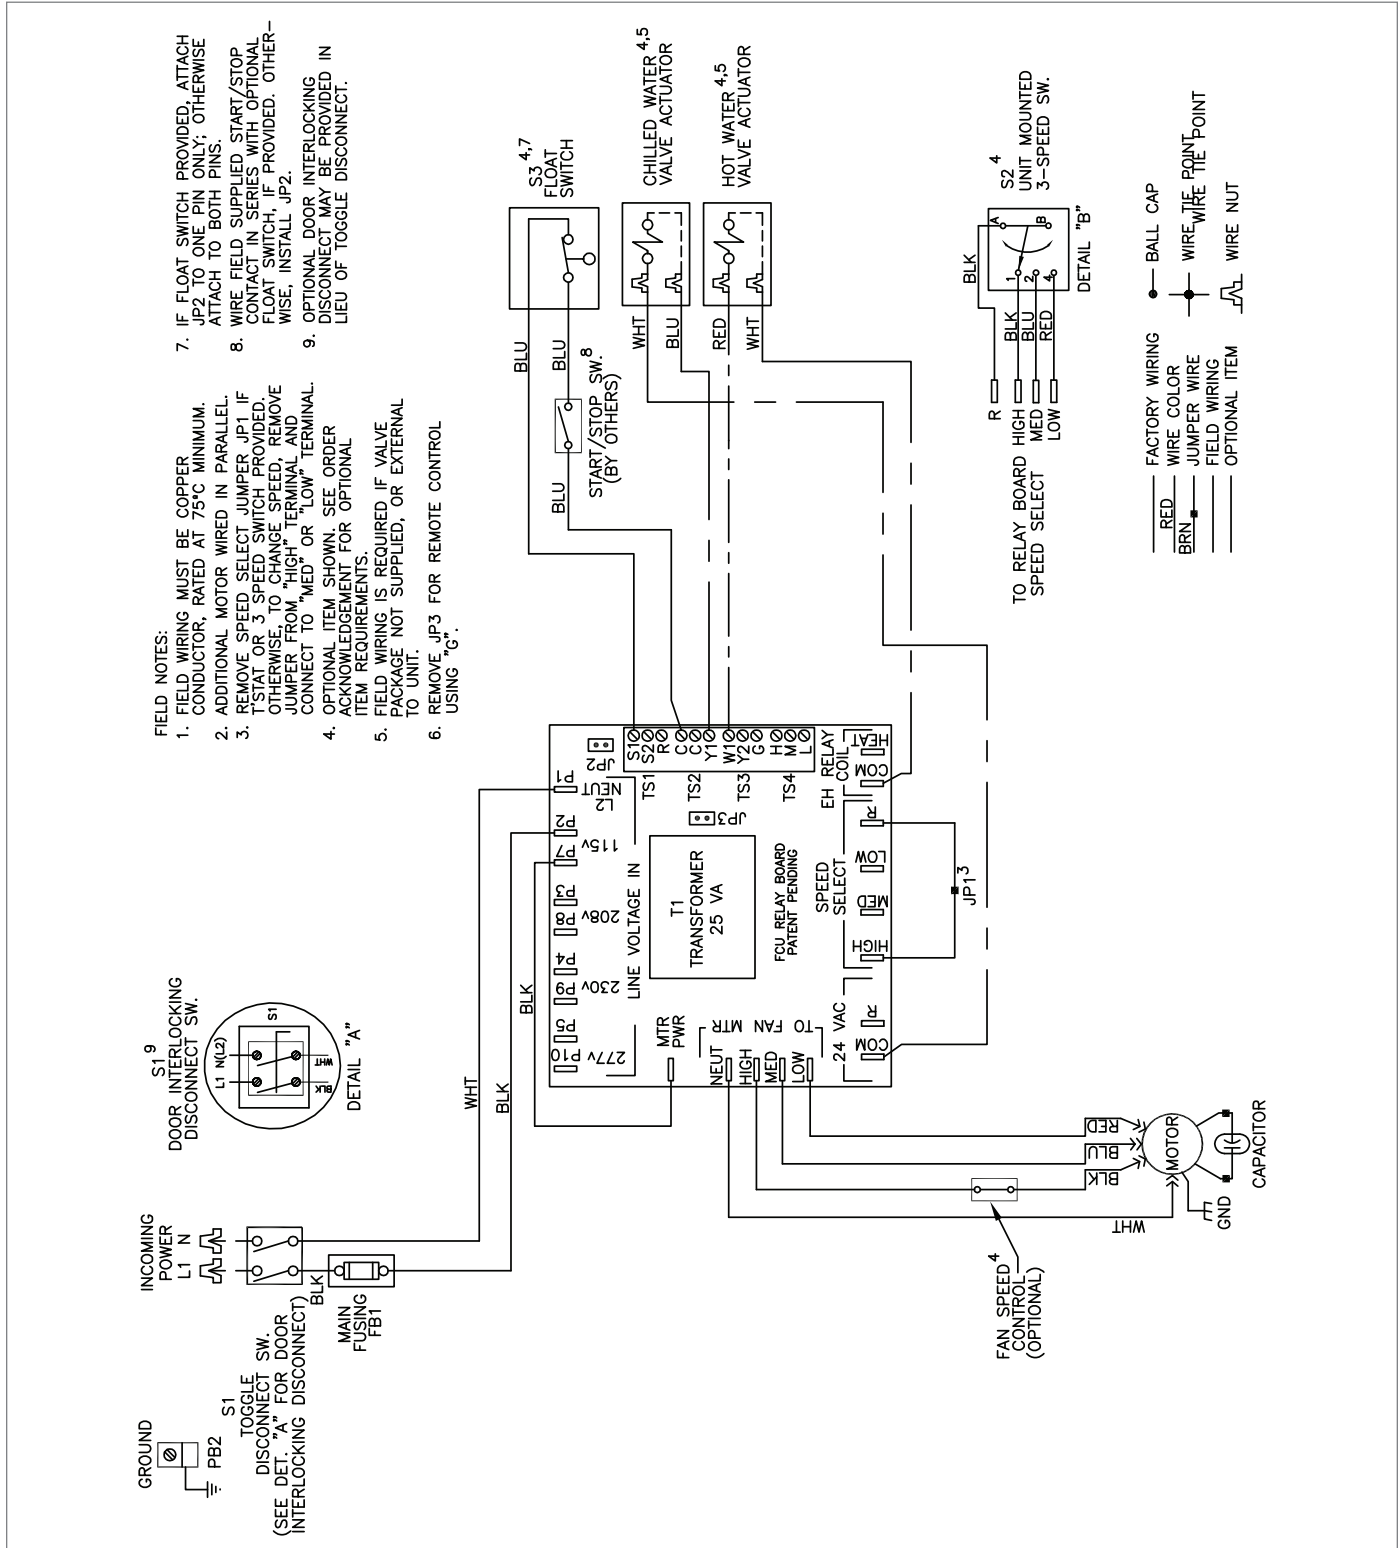 FIELD NOTES:
1. FIELD WIRING MUST BE COPPER
CONDUCTOR, RATED AT 75°C MINIMUM.
2. ADDITIONAL MOTOR WIRED IN PARALLEL.
3. REMOVE SPEED SELECT JUMPER JP1 IF
T'STAT OR 3 SPEED SWITCH PROVIDED.
OTHERWISE, TO CHANGE SPEED, REMOVE
JUMPER FROM "HIGH" TERMINAL AND
CONNECT TO "MED" OR "LOW" TERMINAL.
4. OPTIONAL ITEM SHOWN. SEE ORDER
ACKNOWLEDGEMENT FOR OPTIONAL
ITEM REQUIREMENTS.
5. FIELD WIRING IS REQUIRED IF VALVE
PACKAGE NOT SUPPLIED, OR EXTERNAL
TO UNIT.
6. REMOVE JP3 FOR REMOTE CONTROL
USING "G".
7. IF FLOAT SWITCH PROVIDED, ATTACH
JP2 TO ONE PIN ONLY; OTHERWISE
ATTACH TO BOTH PINS.
8. WIRE FIELD SUPPLIED START/STOP
CONTACT IN SERIES WITH OPTIONAL
FLOAT SWITCH, IF PROVIDED. OTHER-
WISE, INSTALL JP2.
9. OPTIONAL DOOR INTERLOCKING
DISCONNECT MAY BE PROVIDED IN
LIEU OF TOGGLE DISCONNECT.
GROUND
PB2
S1
TOGGLE
DISCONNECT SW.
(SEE DET. "A" FOR DOOR
INTERLOCKING DISCONNECT)
INCOMING
POWER
L1 N
BLK
MAIN
FUSING
FB1
S1 9
DOOR INTERLOCKING
DISCONNECT SW.
L1 N(L2)
S1
BLK
WHT
DETAIL "A"
WHT
BLK
BLK
P1
NEUT
L2
P2
115v
P7
P3
208v
P8
P4
230v
P9
P5
277v P10
LINE VOLTAGE IN
JP2
S1
S2
R
C
C
Y1
W1
Y2
G
H
M
L
TS1
TS2
TS3
TS4
JP3
T1
TRANSFORMER
25 VA
FCU RELAY BOARD
PATENT PENDING
MTR
PWR
NEUT
HIGH
MED
LOW
TO FAN MTR
24 VAC
COM
R
SPEED
SELECT
HIGH
MED
LOW
R
EH RELAY
COIL
COM
HEAT
JP1 3
RED
BLU
BLK
WHT
MOTOR
GND
CAPACITOR
FAN SPEED 4
CONTROL
(OPTIONAL)
BLU
BLU
BLU
START/STOP SW. 8
(BY OTHERS)
S3 4,7
FLOAT
SWITCH
WHT
BLU
CHILLED WATER 4,5
VALVE ACTUATOR
RED
WHT
HOT WATER 4,5
VALVE ACTUATOR
S2 4
UNIT MOUNTED
3-SPEED SW.
A
B
1
2
4
DETAIL "B"
BLK
BLK
BLU
RED
R
HIGH
MED
LOW
TO RELAY BOARD
SPEED SELECT
FACTORY WIRING
RED WIRE COLOR
BRN JUMPER WIRE
FIELD WIRING
OPTIONAL ITEM
BALL CAP
WIRE TIE POINT
WIRE TIE POINT
WIRE NUT